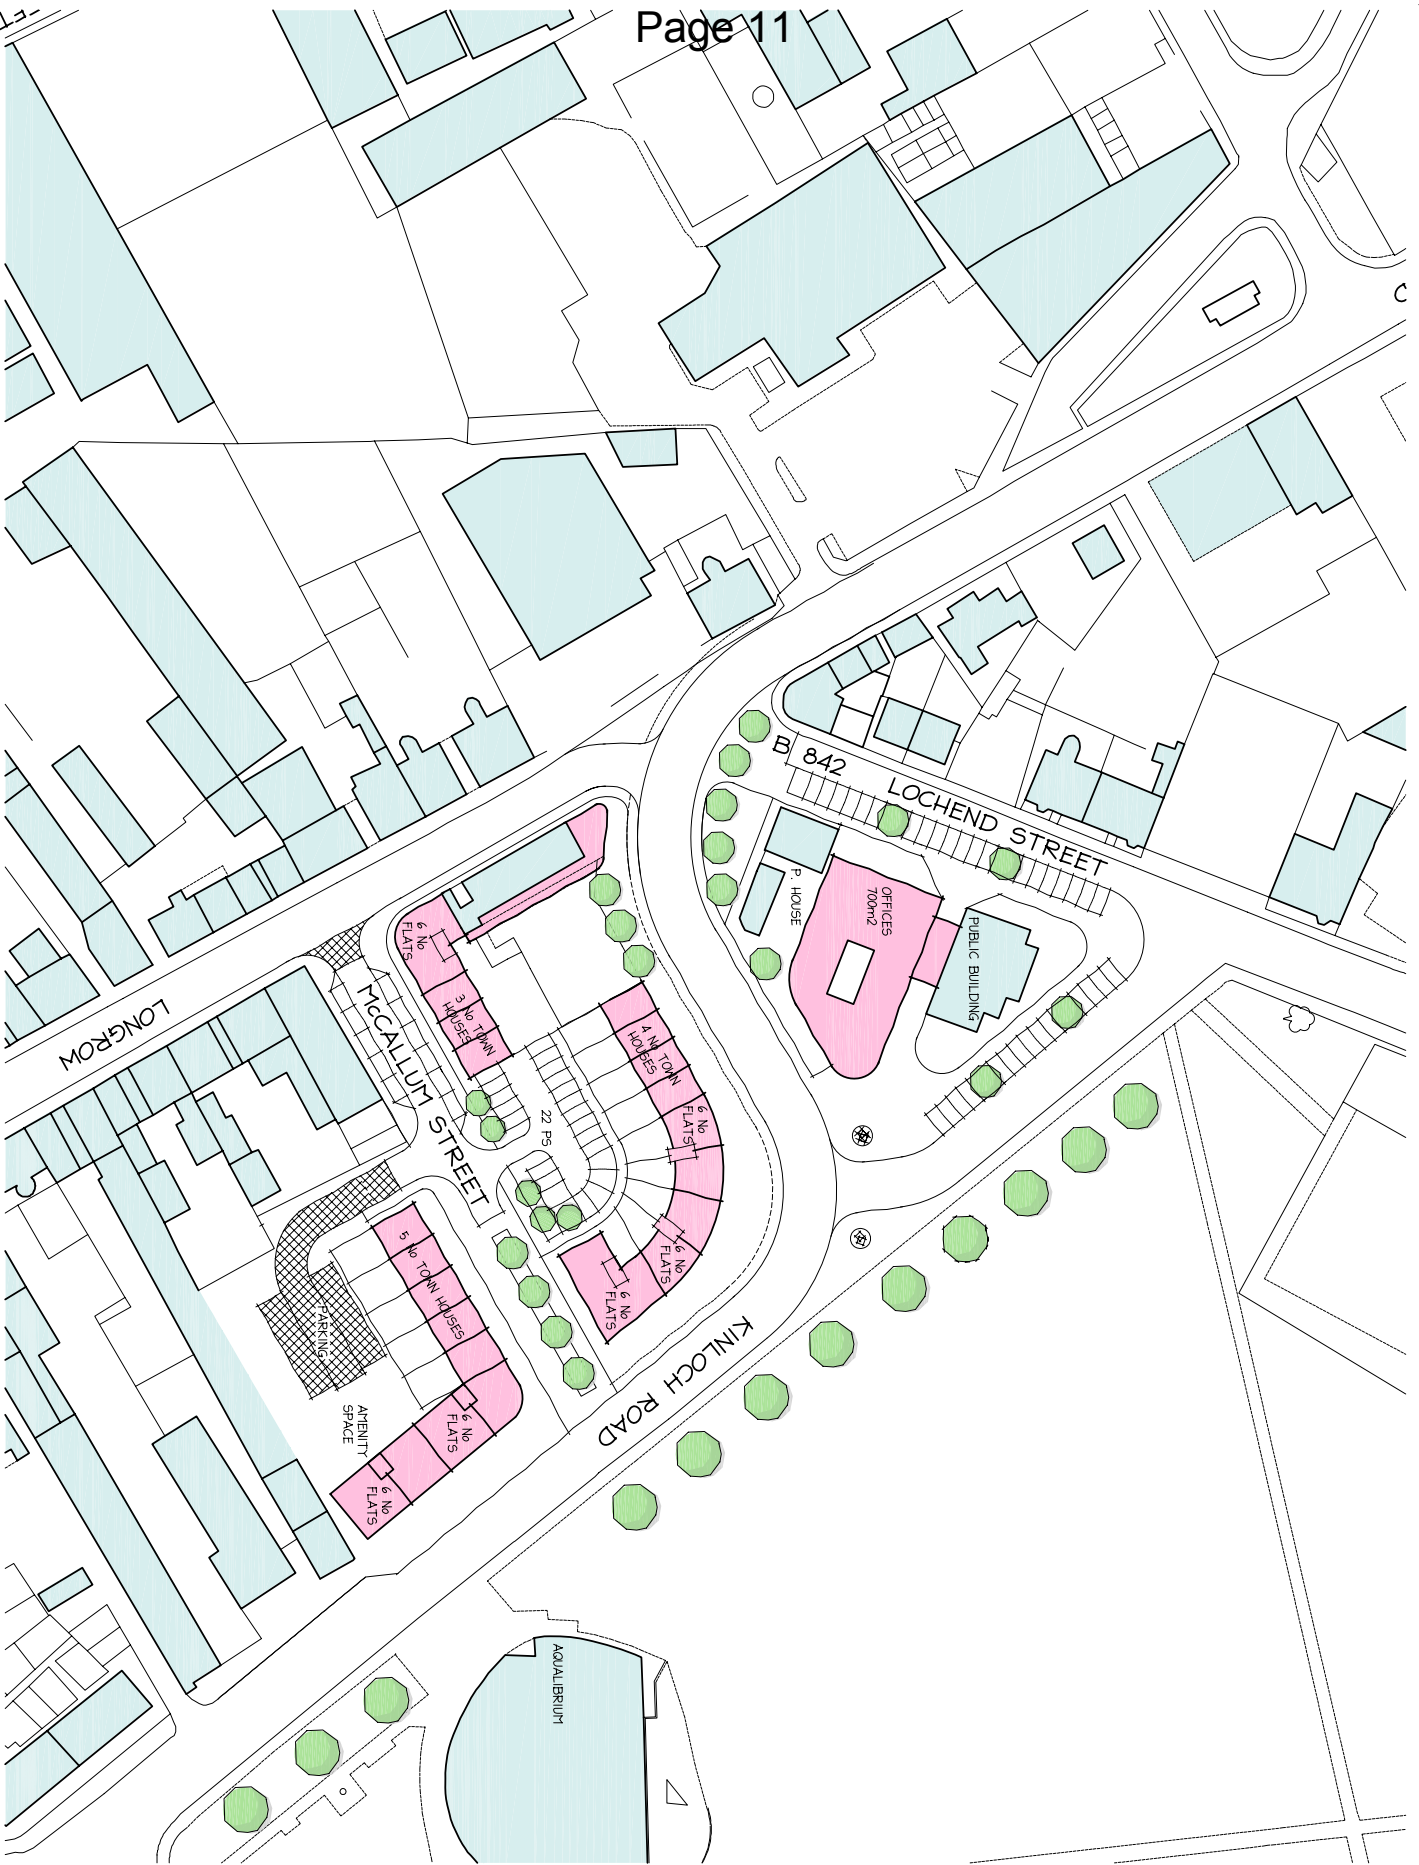 Page 11
B 842
LOCHEND STREET
P. HOUSE
OFFICES
700m2
PUBLIC BUILDING
6 No
FLATS
3 No TOWN
HOUSES
4 No TOWN
HOUSES
McCALLUM STREET
LONGROW
22 PS
6 No
FLATS
6 No
FLATS
6 No
FLATS
5 No TOWN HOUSES
PARKING
KINLOCH ROAD
AMENITY
SPACE
6 No
FLATS
6 No
FLATS
AQUALIBRIUM